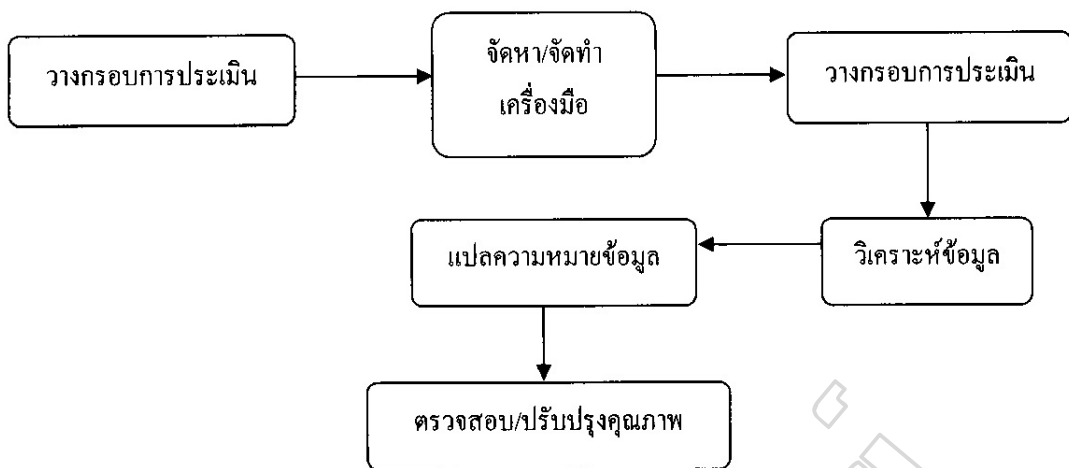 วางกรอบการประเมิน
จัดหา/จัดทำ
เครื่องมือ
วางกรอบการประเมิน
วิเคราะห์ข้อมูล
แปลความหมายข้อมูล
ตรวจสอบ/ปรับปรุงคุณภาพ